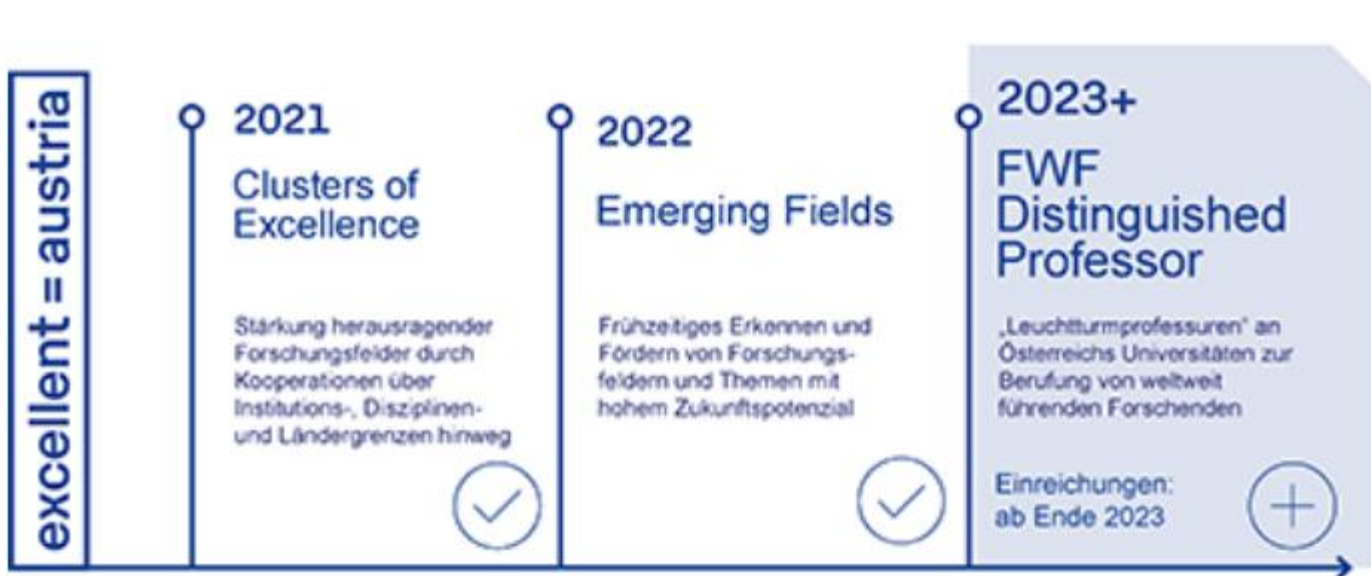 excellent = austria
2021
Clusters of
Excellence
Stärkung herausragender
Forschungsfelder durch
Kooperationen über
Institutions-, Disziplinen-
und Ländergrenzen hinweg
2022
Emerging Fields
Frühzeitiges Erkennen und
Fördern von Forschungs-
feldern und Themen mit
hohem Zukunftspotenzial
2023+
FWF
Distinguished
Professor
„Leuchtturmprofessuren“ an
Österreichs Universitäten zur
Berufung von weltweit
führenden Forschenden
Einreichungen:
ab Ende 2023